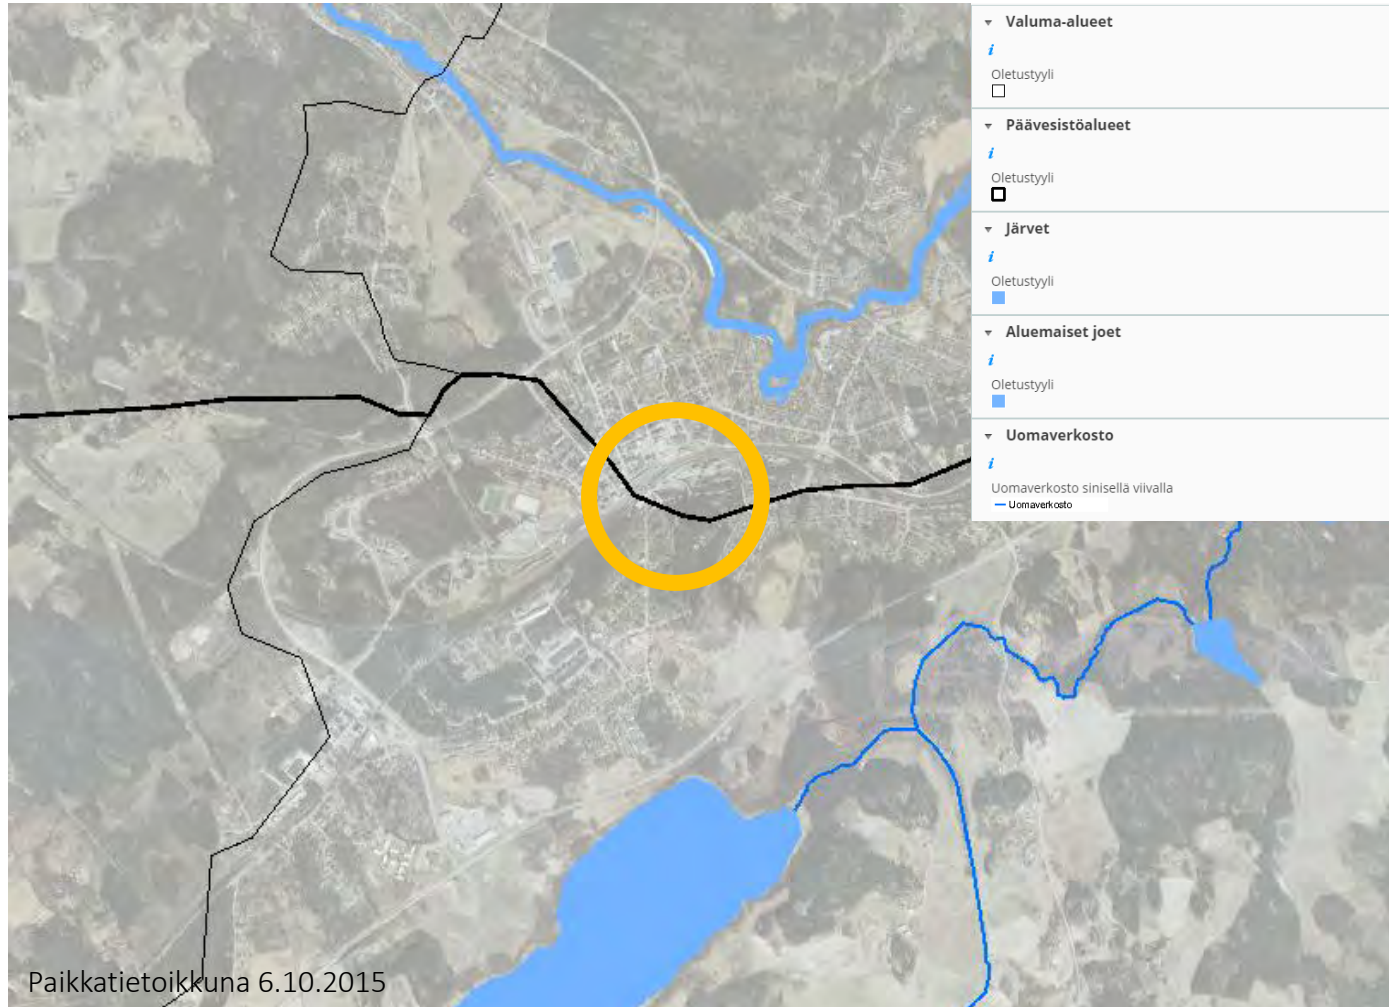 Valuma-alueet
i
Oletustyyli
Päävesistöalueet
i
Oletustyyli
Järvet
i
Oletustyyli
Aluemaiset joet
i
Oletustyyli
Uomaverkosto
i
Uomaverkosto sinisellä viivalla
Uomaverkosto
Paikkatietoikkuna 6.10.2015